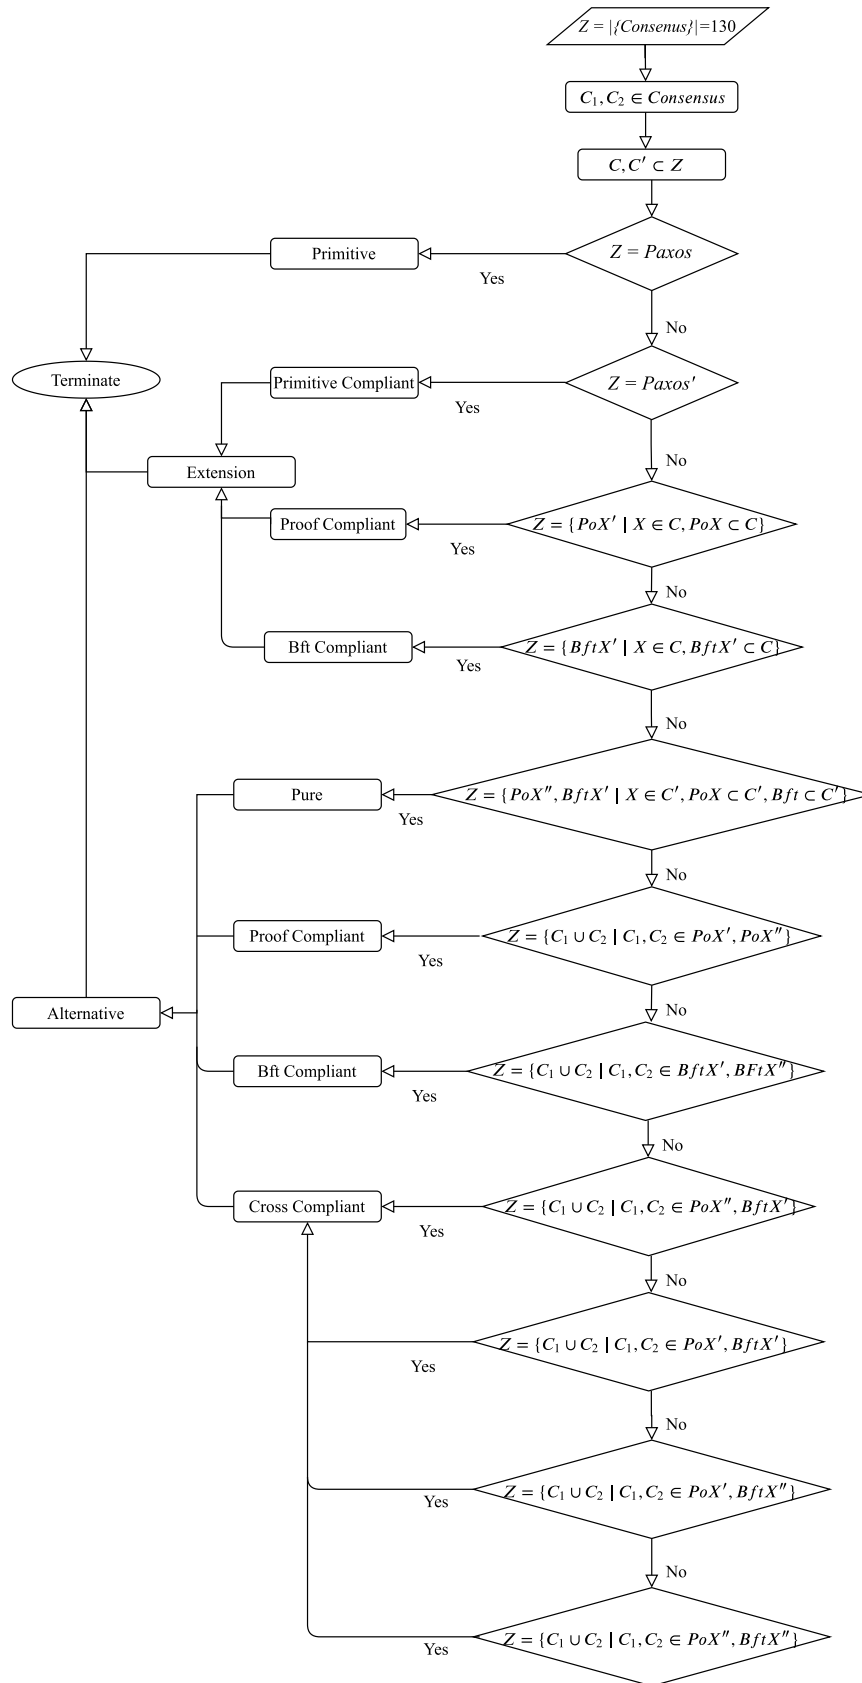 Z = |{Consenus}|=130
C₁, C₂ ∈ Consensus
C, C′ ⊂ Z
Z = Paxos
Primitive
Yes
No
Terminate
Z = Paxos'
Primitive Compliant
Yes
No
Extension
Z = {PoX′ | X ∈ C, PoX ⊂ C}
Proof Compliant
Yes
No
Z = {BftX′ | X ∈ C, BftX′ ⊂ C}
Bft Compliant
Yes
No
Z = {PoX″, BftX′ | X ∈ C′, PoX ⊂ C′, Bft ⊂ C′}
Pure
Yes
No
Z = {C₁ ∪ C₂ | C₁, C₂ ∈ PoX′, PoX″}
Proof Compliant
Yes
No
Alternative
Z = {C₁ ∪ C₂ | C₁, C₂ ∈ BftX′, BFtX″}
Bft Compliant
Yes
No
Z = {C₁ ∪ C₂ | C₁, C₂ ∈ PoX″, BftX′}
Cross Compliant
Yes
No
Z = {C₁ ∪ C₂ | C₁, C₂ ∈ PoX′, BftX′}
Yes
No
Z = {C₁ ∪ C₂ | C₁, C₂ ∈ PoX′, BftX″}
Yes
No
Z = {C₁ ∪ C₂ | C₁, C₂ ∈ PoX″, BftX″}
Yes